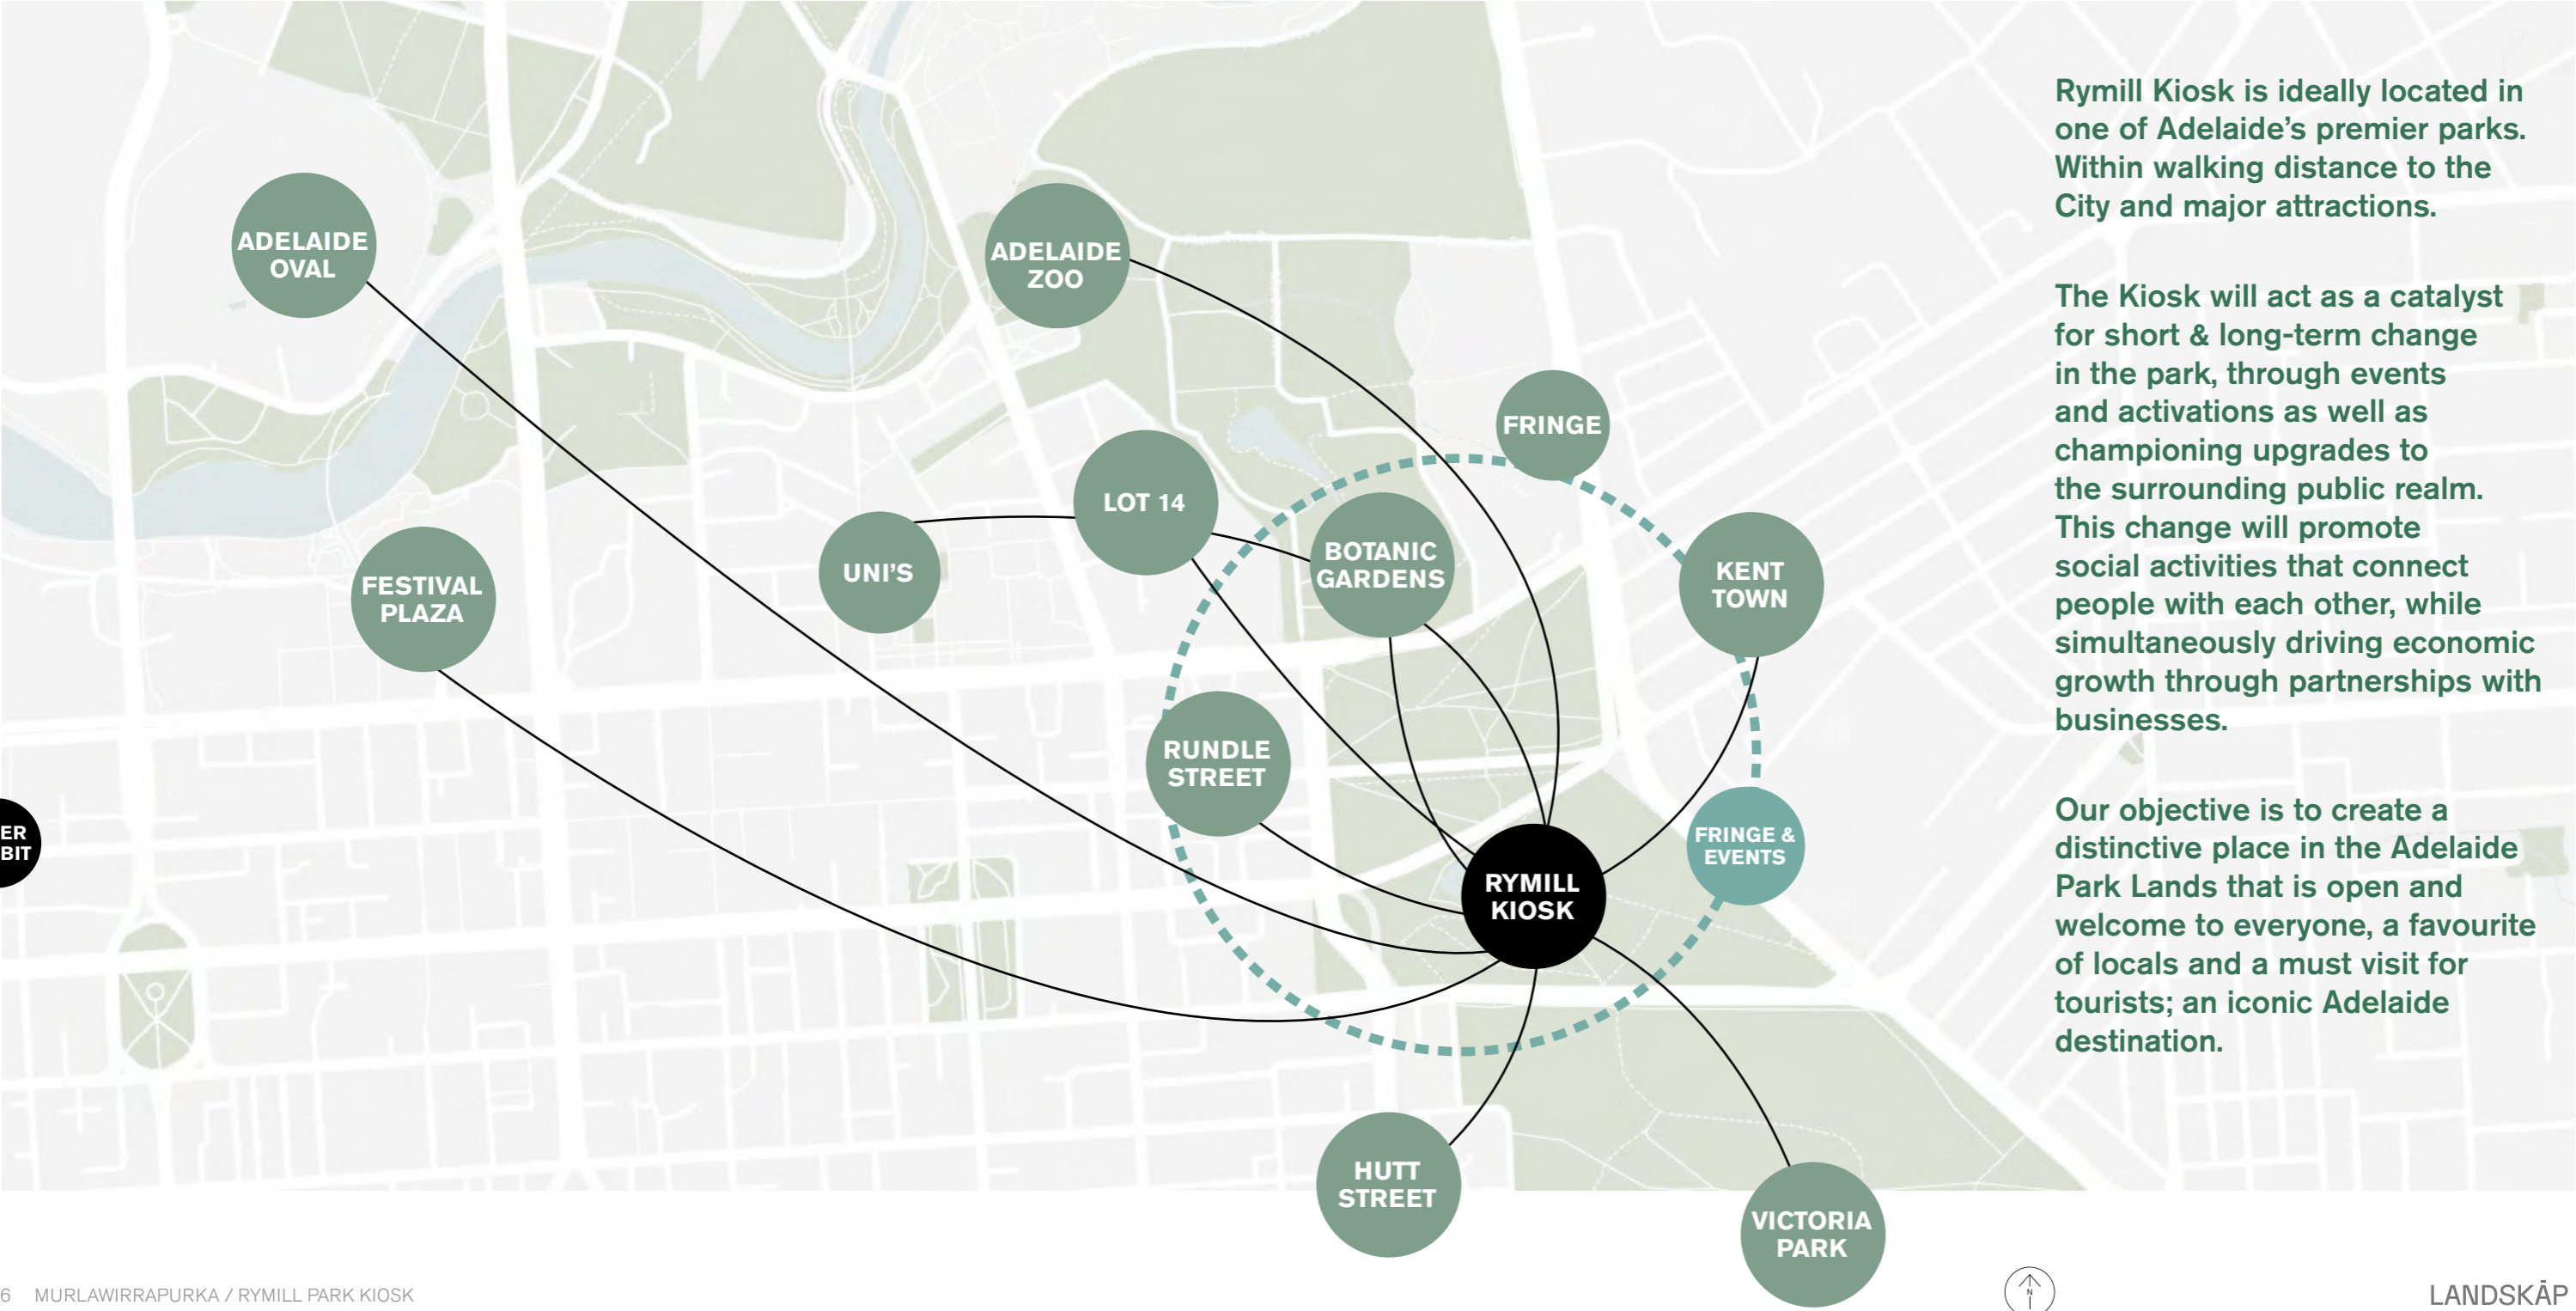 ADELAIDE
OVAL
ADELAIDE
ZOO
FRINGE
LOT 14
UNI'S
BOTANIC
GARDENS
KENT
TOWN
FESTIVAL
PLAZA
RUNDLE
STREET
FRINGE &
EVENTS
ER
BIT
RYMILL
KIOSK
HUTT
STREET
VICTORIA
PARK
Rymill Kiosk is ideally located in
one of Adelaide's premier parks.
Within walking distance to the
City and major attractions.
The Kiosk will act as a catalyst
for short & long-term change
in the park, through events
and activations as well as
championing upgrades to
the surrounding public realm.
This change will promote
social activities that connect
people with each other, while
simultaneously driving economic
growth through partnerships with
businesses.
Our objective is to create a
distinctive place in the Adelaide
Park Lands that is open and
welcome to everyone, a favourite
of locals and a must visit for
tourists; an iconic Adelaide
destination.
6 MURLAWIRRAPURKA / RYMILL PARK KIOSK
N
LANDSKĀP